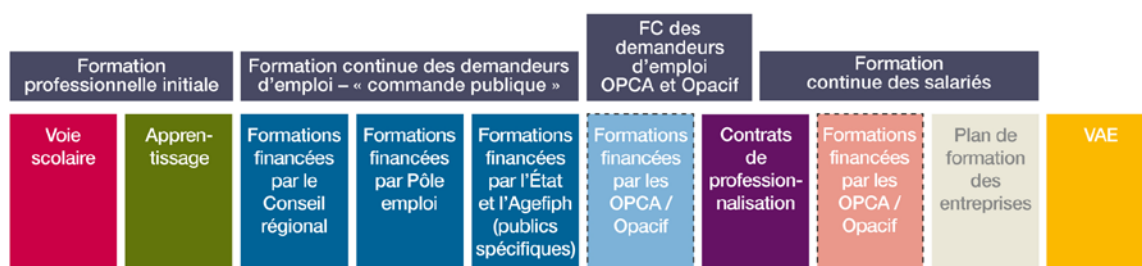 Formation
professionnelle initiale
Formation continue des demandeurs
d'emploi – « commande publique »
FC des
demandeurs
d'emploi
OPCA et Opacif
Formation
continue des salariés
Voie
scolaire
Appren-
tissage
Formations
financées
par le
Conseil
régional
Formations
financées
par Pôle
emploi
Formations
financées
par l'État
et l'Agefiph
(publics
spécifiques)
Formations
financées
par les
OPCA /
Opacif
Contrats
de
profession-
nalisation
Formations
financées
par les
OPCA /
Opacif
Plan de
formation
des
entreprises
VAE